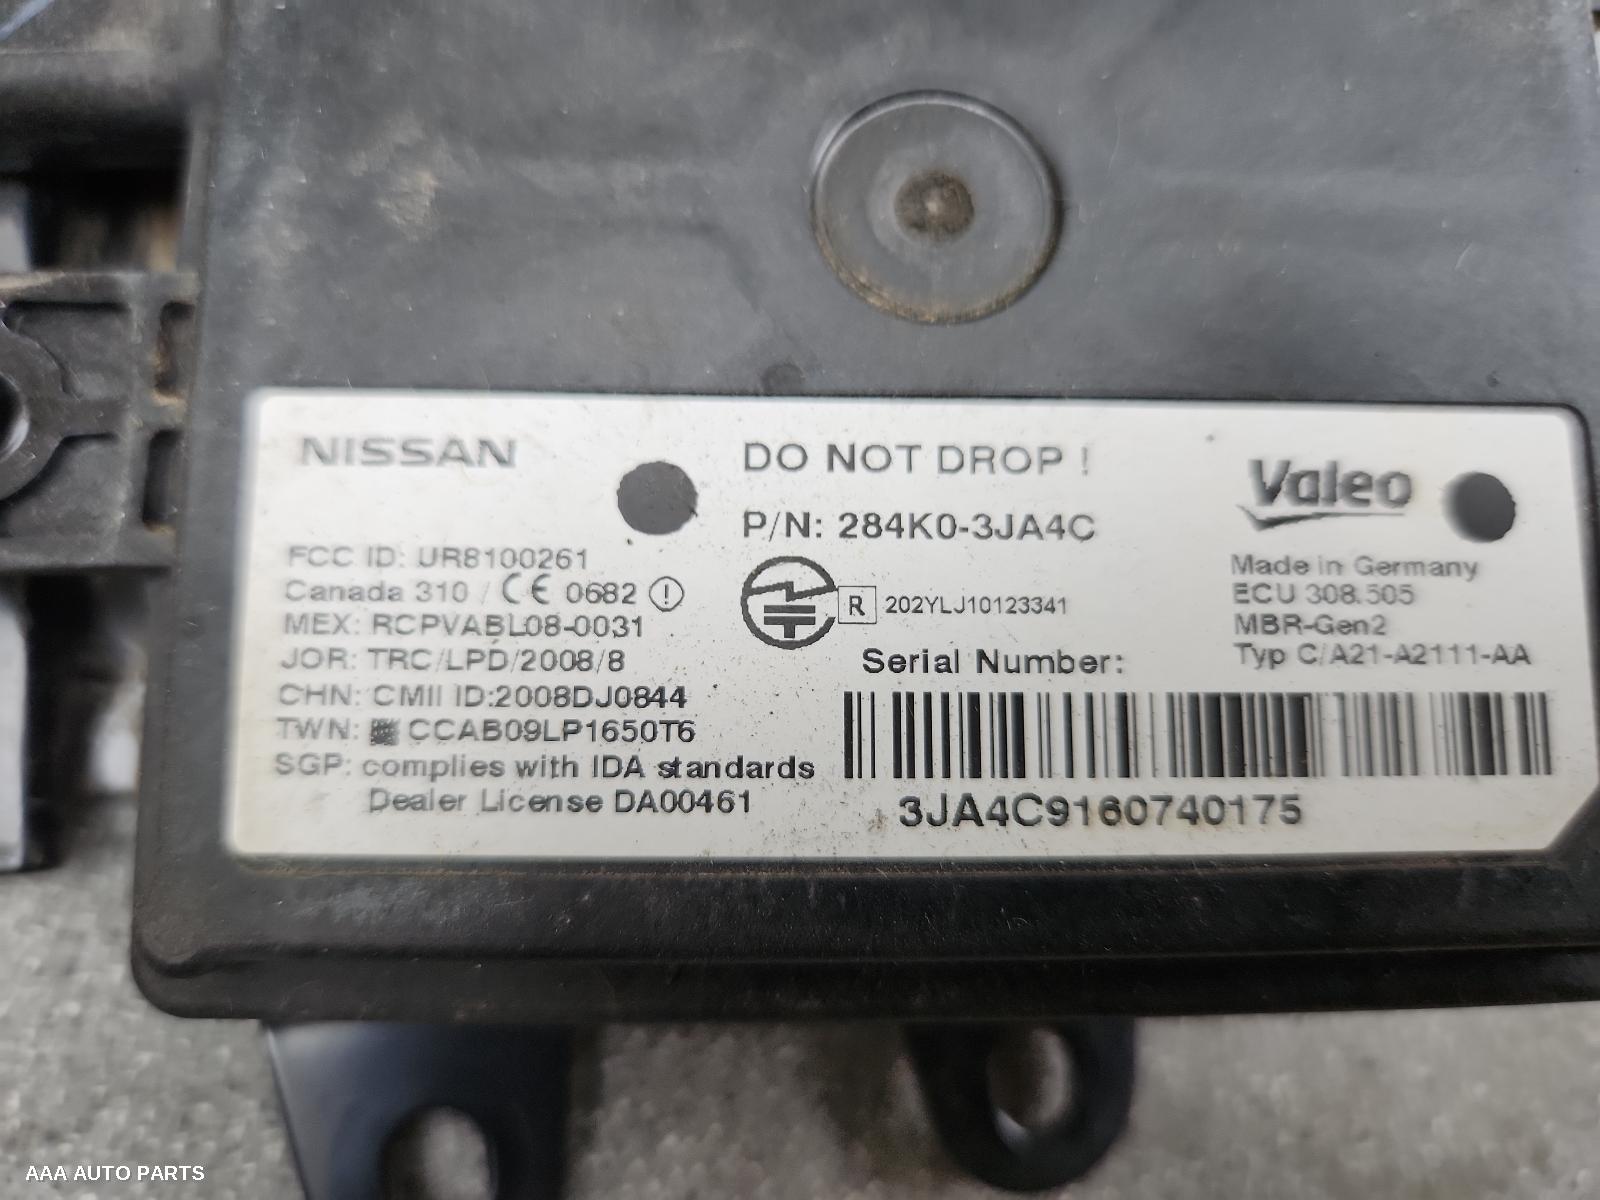 NISSAN
FCC ID: UR8100261
Canada 310 / CE 0682
MEX: RCPVABL08-0031
JOR: TRC/LPD/2008/8
CHN: CMII ID:2008DJ0844
TWN: CCAB09LP1650T6
SGP: complies with IDA standards
Dealer License DA00461
DO NOT DROP !
P/N: 284K0-3JA4C
R 202YLJ10123341
Serial Number:
3JA4C9160740175
Valeo
Made in Germany
ECU 308.505
MBR-Gen2
Typ C/A21-A2111-AA
AAA AUTO PARTS